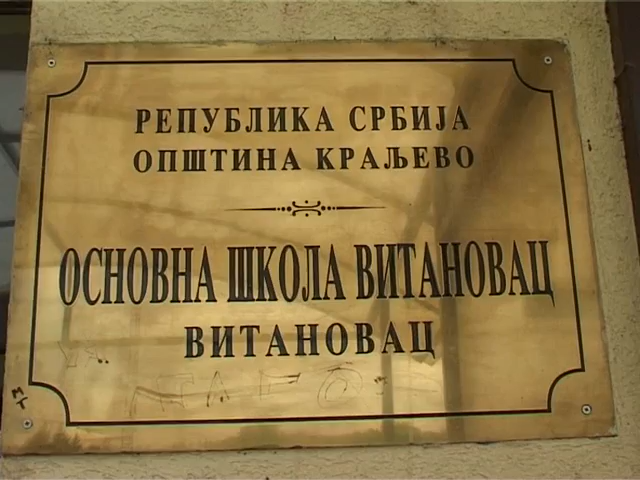 РЕПУБЛИКА СРБИЈА
ОПШТИНА КРАЉЕВО
ОСНОВНА ШКОЛА ВИТАНОВАЦ
ВИТАНОВАЦ